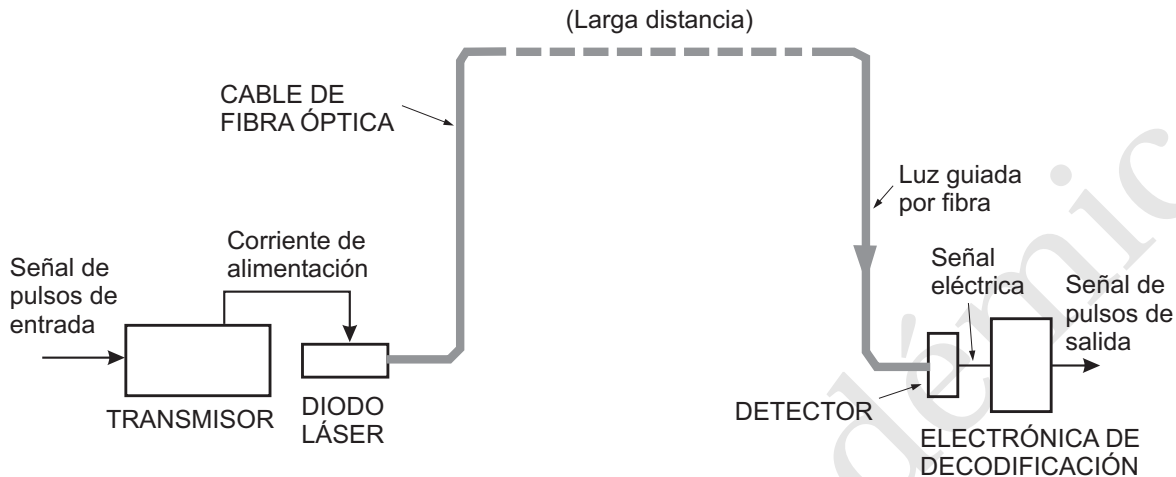 (Larga distancia)
CABLE DE
FIBRA ÓPTICA
Luz guiada
por fibra
Corriente de
alimentación
Señal de
pulsos de
entrada
Señal
eléctrica
Señal de
pulsos de
salida
TRANSMISOR
DIODO
LÁSER
DETECTOR
ELECTRÓNICA DE
DECODIFICACIÓN
démic